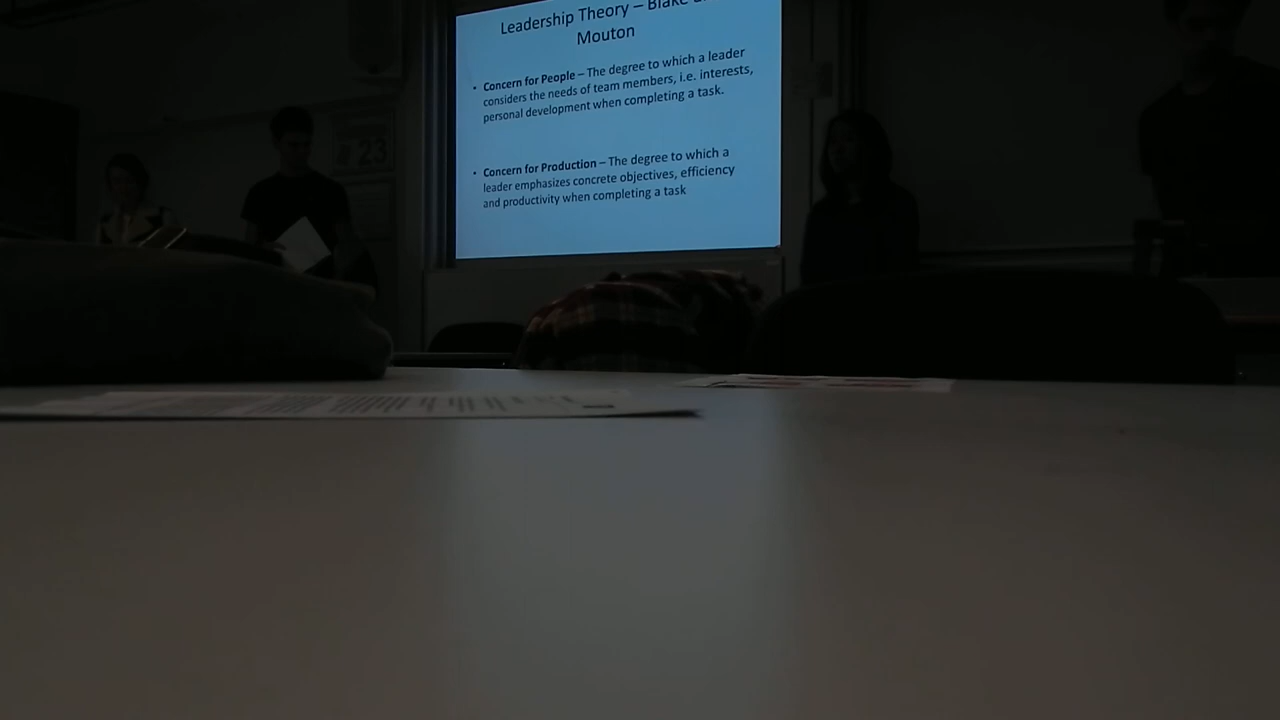 Leadership Theory – Blake
Mouton
• Concern for People – The degree to which a leader
considers the needs of team members, i.e. interests,
personal development when completing a task.
• Concern for Production – The degree to which a
leader emphasizes concrete objectives, efficiency
and productivity when completing a task
# 23